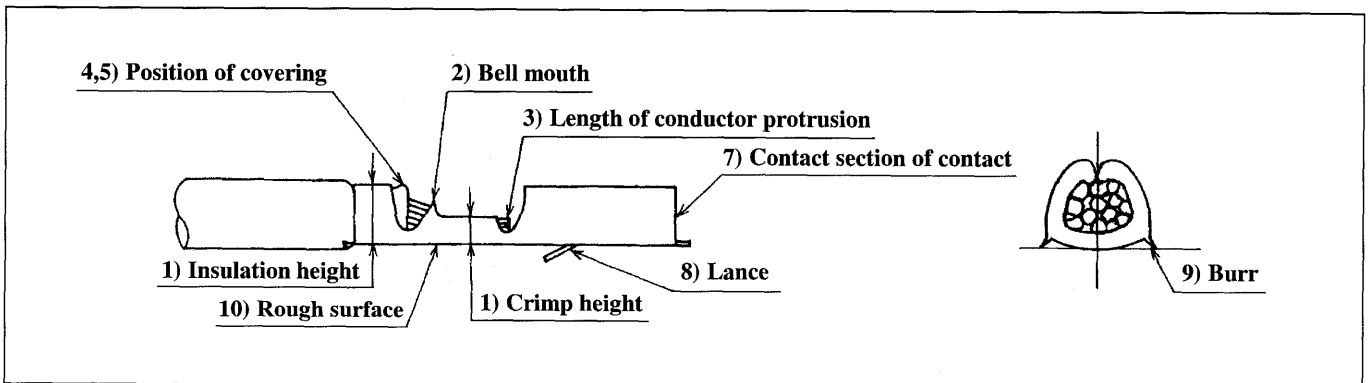 4,5) Position of covering
2) Bell mouth
3) Length of conductor protrusion
7) Contact section of contact
1) Insulation height
8) Lance
9) Burr
10) Rough surface
1) Crimp height